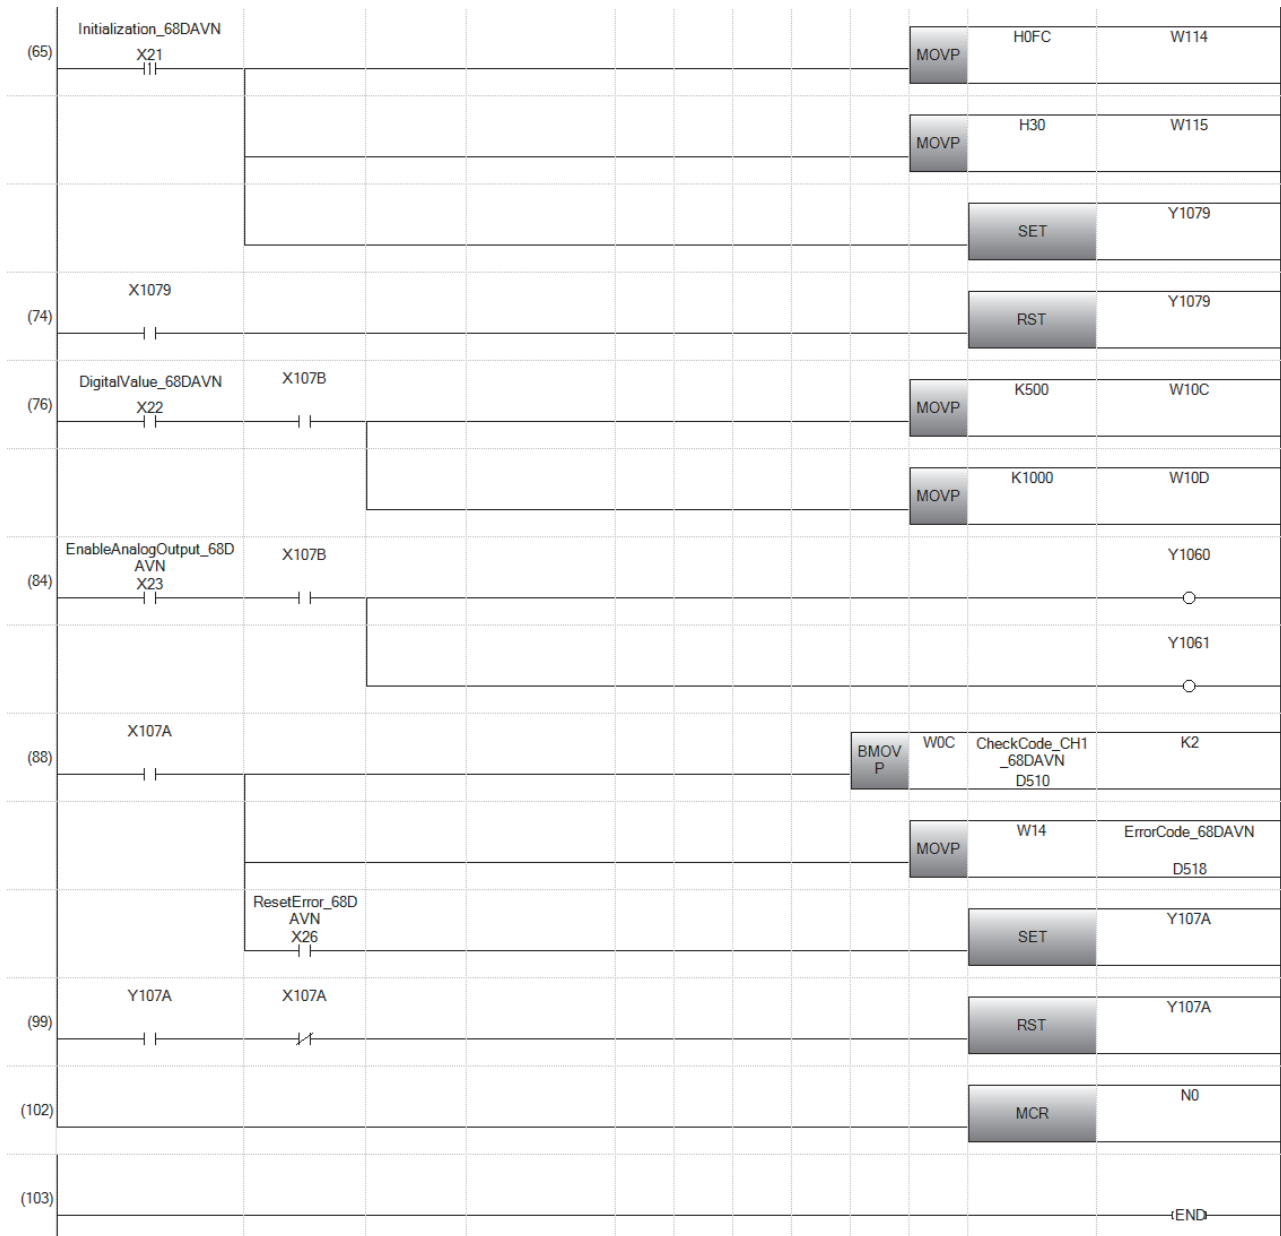 Initialization_68DAVN
(65)
X21
MOVP
H0FC
W114
MOVP
H30
W115
SET
Y1079
X1079
(74)
RST
Y1079
DigitalValue_68DAVN
X107B
(76)
X22
MOVP
K500
W10C
MOVP
K1000
W10D
EnableAnalogOutput_68D
AVN
X107B
Y1060
(84)
X23
Y1061
X107A
(88)
BMOV
P
W0C
CheckCode_CH1
_68DAVN
D510
K2
MOVP
W14
ErrorCode_68DAVN
D518
ResetError_68D
AVN
X26
SET
Y107A
Y107A
X107A
(99)
RST
Y107A
(102)
MCR
N0
(103)
END